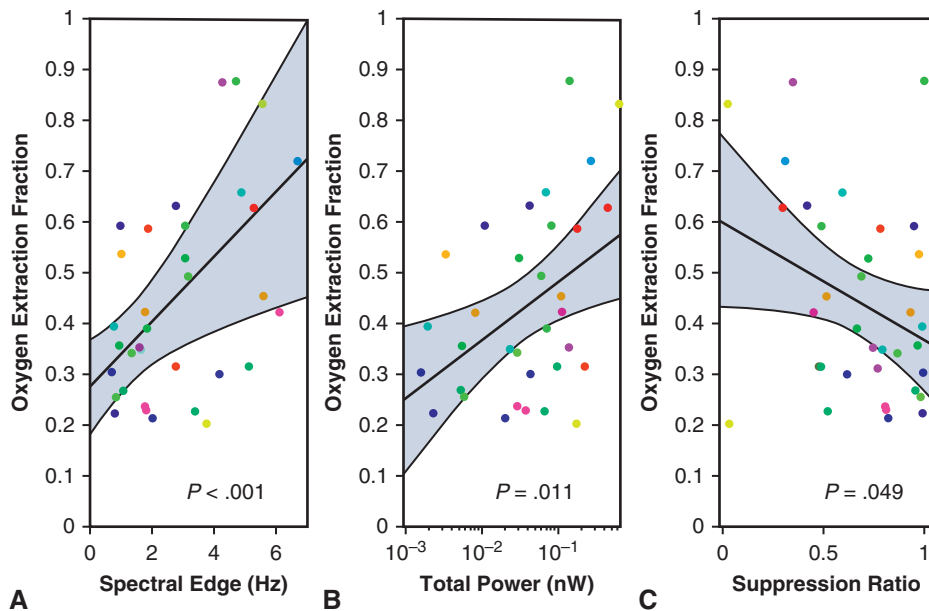 1
0.9
0.8
0.7
0.6
0.5
0.4
0.3
0.2
0.1
0
Oxygen Extraction Fraction
P < .001
0 2 4 6
Spectral Edge (Hz)
A
1
0.9
0.8
0.7
0.6
0.5
0.4
0.3
0.2
0.1
0
Oxygen Extraction Fraction
P = .011
10⁻³ 10⁻² 10⁻¹
Total Power (nW)
B
1
0.9
0.8
0.7
0.6
0.5
0.4
0.3
0.2
0.1
0
Oxygen Extraction Fraction
P = .049
0 0.5 1
Suppression Ratio
C